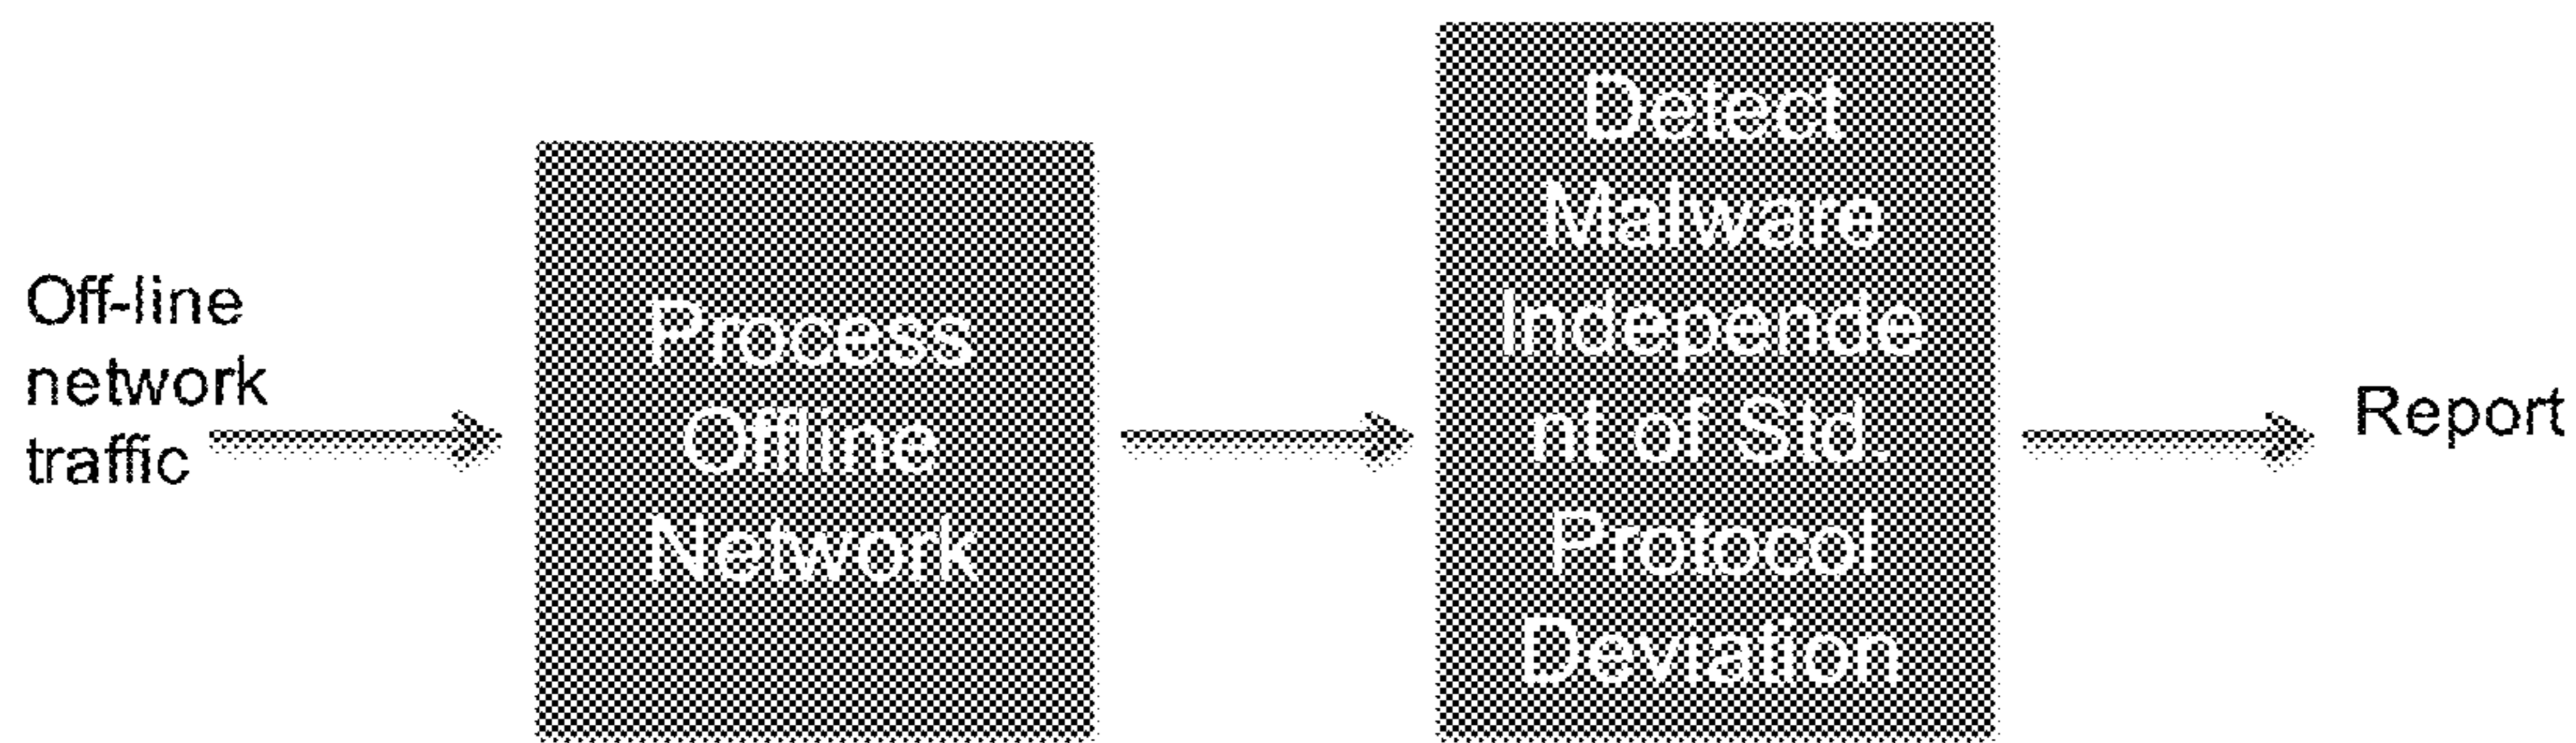 Off-line
network
traffic
Process
Offline
Network
Detect
Malware
Independe
nt of Std.
Protocol
Deviation
Report